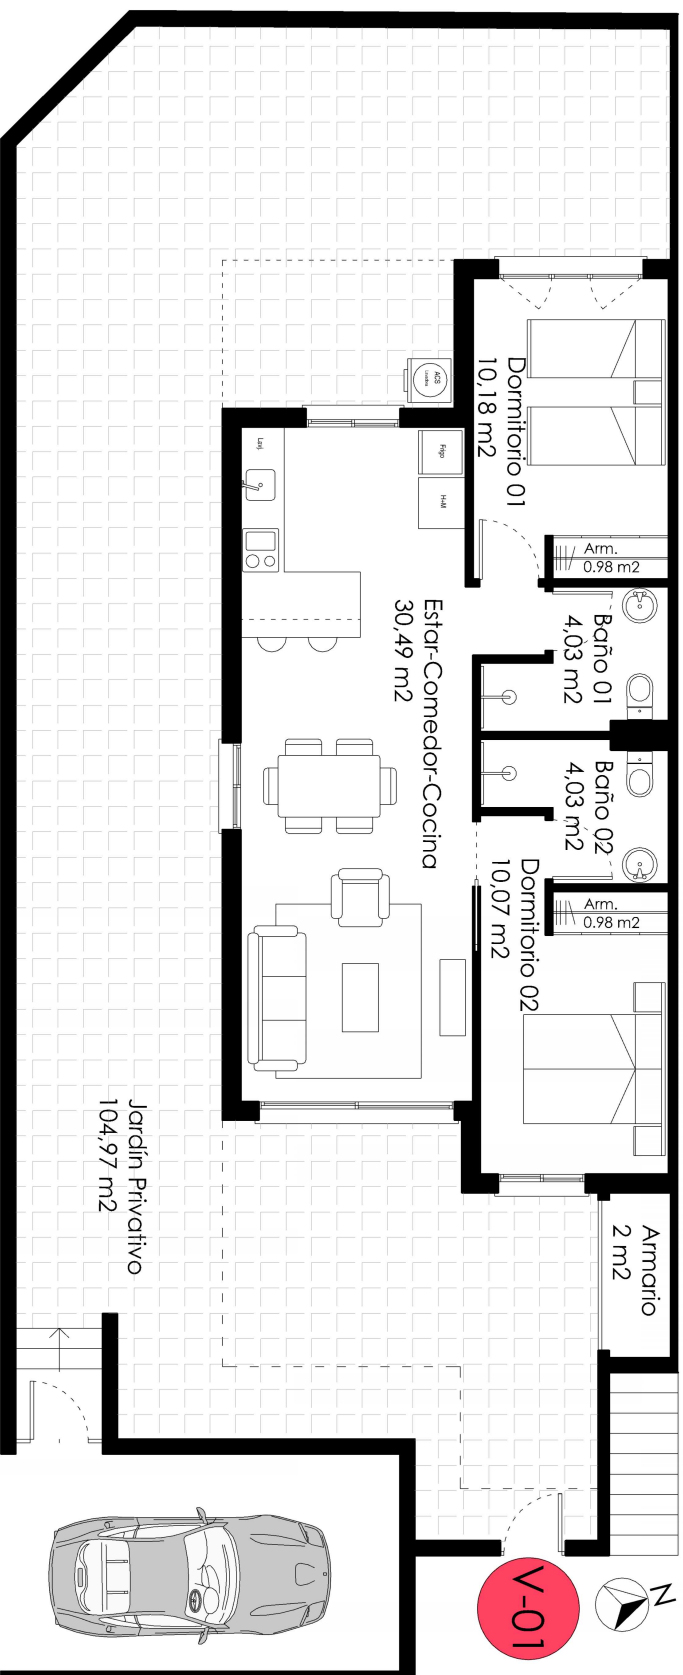 Dormitorio 01
10,18 m2
Arm.
0.98 m2
ACS
Frigo
H+M
Lavj.
Baño 01
4,03 m2
Estar-Comedor-Cocina
30,49 m2
Baño 02
4,03 m2
Dormitorio 02
10,07 m2
Arm.
0.98 m2
Jardín Privativo
104,97 m2
Armario
2 m2
V-01
N